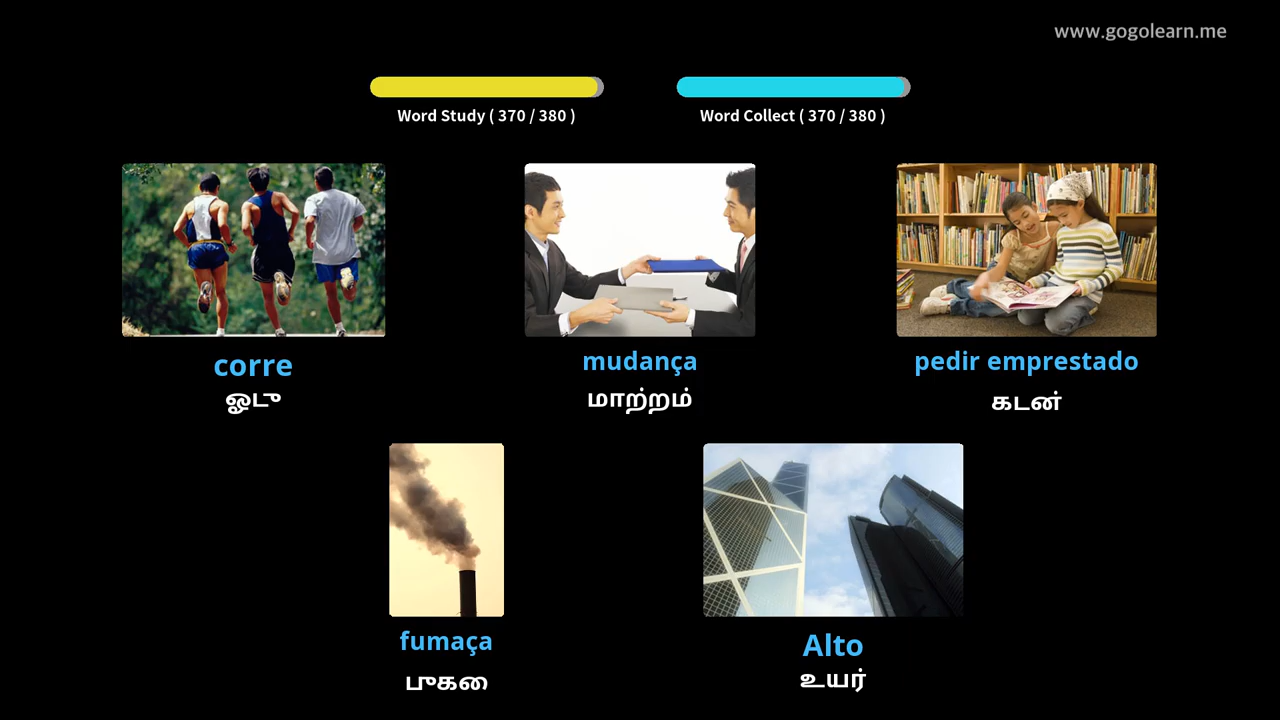 www.gogolearn.me
Word Study ( 370 / 380 )
Word Collect ( 370 / 380 )
corre
ஓடு
mudança
மாற்றம்
pedir emprestado
கடன்
fumaça
புகை
Alto
உயர்